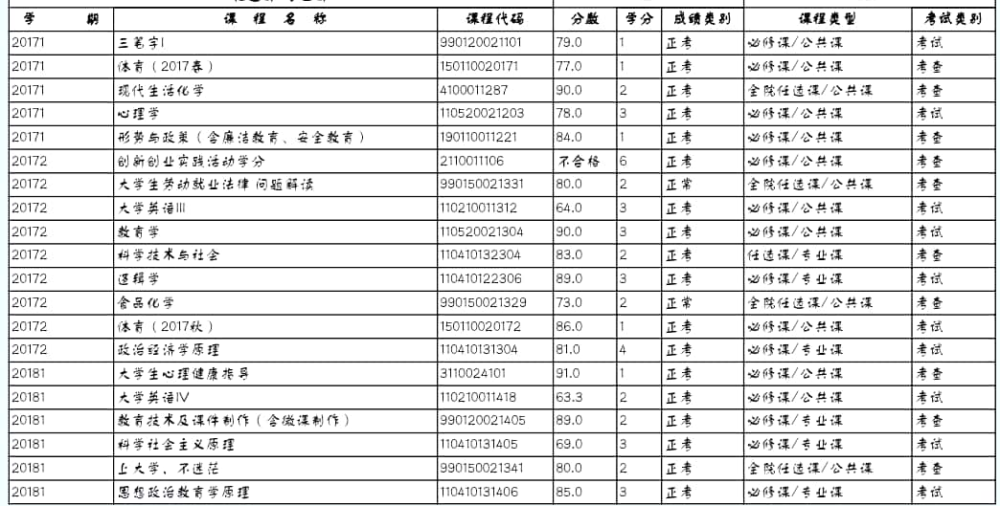 学 期 课 程 名 称 课程代码 分数 学分 成绩类别 课程类型 考试类别
20171 三笔字I 990120021101 79.0 1 正考 必修课/公共课 考试
20171 体育（2017春） 150110020171 77.0 1 正考 必修课/公共课 考查
20171 现代生活化学 4100011287 90.0 2 正考 全院任选课/公共课 考查
20171 心理学 110520021203 78.0 3 正考 必修课/公共课 考试
20171 形势与政策（含廉洁教育、安全教育） 190110011221 84.0 1 正考 必修课/公共课 考查
20172 创新创业实践活动学分 2110011106 不合格 6 正考 必修课/公共课 考查
20172 大学生劳动就业法律 问题解读 990150021331 80.0 2 正常 全院任选课/公共课 考查
20172 大学英语III 110210011312 64.0 3 正考 必修课/公共课 考试
20172 教育学 110520021304 90.0 3 正考 必修课/公共课 考试
20172 科学技术与社会 110410132304 83.0 2 正考 任选课/专业课 考查
20172 逻辑学 110410122306 89.0 3 正考 必修课/专业课 考试
20172 食品化学 990150021329 73.0 2 正常 全院任选课/公共课 考查
20172 体育（2017秋） 150110020172 86.0 1 正考 必修课/公共课 考试
20172 政治经济学原理 110410131304 81.0 4 正考 必修课/专业课 考试
20181 大学生心理健康指导 3110024101 91.0 1 正考 必修课/公共课 考查
20181 大学英语IV 110210011418 63.3 2 正考 必修课/公共课 考试
20181 教育技术及课件制作（含微课制作） 990120021405 89.0 2 正考 必修课/专业课 考查
20181 科学社会主义原理 110410131405 69.0 3 正考 必修课/专业课 考试
20181 上大学、不迷茫 990150021341 80.0 2 正考 全院任选课/公共课 考查
20181 思想政治教育学原理 110410131406 85.0 3 正考 必修课/专业课 考试